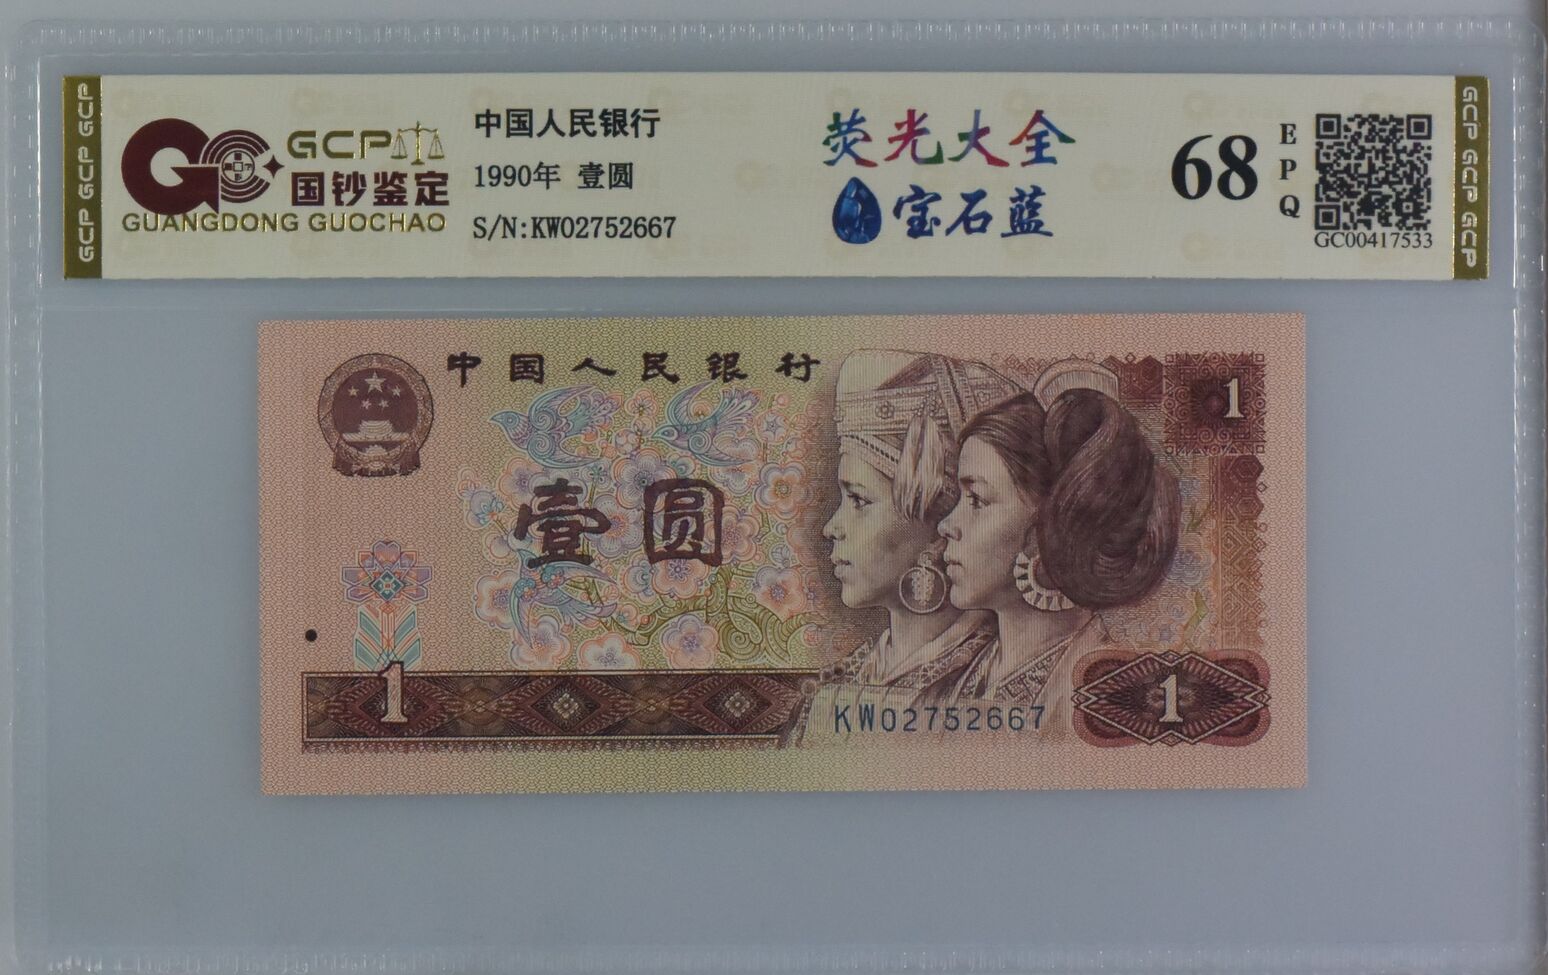 GCP GCP GCP
GCP
国钞鉴定
GUANGDONG GUOCHAO
中国人民银行
1990年 壹圆
S/N:KW02752667
荧光大全
宝石蓝
68
EPQ
GC00417533
GCP GCP GCP
中国人民银行
1
壹圆
1
KW02752667
1